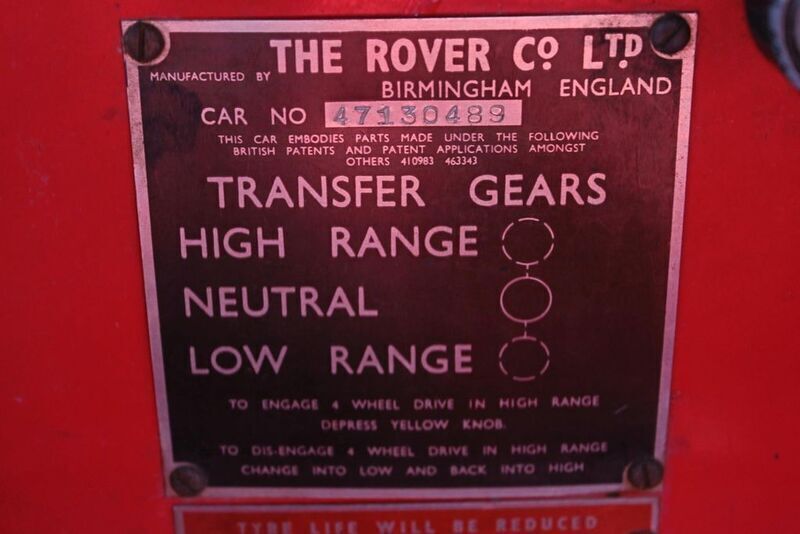 THE ROVER Cº LTD
MANUFACTURED BY
BIRMINGHAM ENGLAND
CAR NO 47130489
THIS CAR EMBODIES PARTS MADE UNDER THE FOLLOWING
BRITISH PATENTS AND PATENT APPLICATIONS AMONGST
OTHERS 410983 463343
TRANSFER GEARS
HIGH RANGE
NEUTRAL
LOW RANGE
TO ENGAGE 4 WHEEL DRIVE IN HIGH RANGE
DEPRESS YELLOW KNOB.
TO DIS-ENGAGE 4 WHEEL DRIVE IN HIGH RANGE
CHANGE INTO LOW AND BACK INTO HIGH
TYRE LIFE WILL BE REDUCED